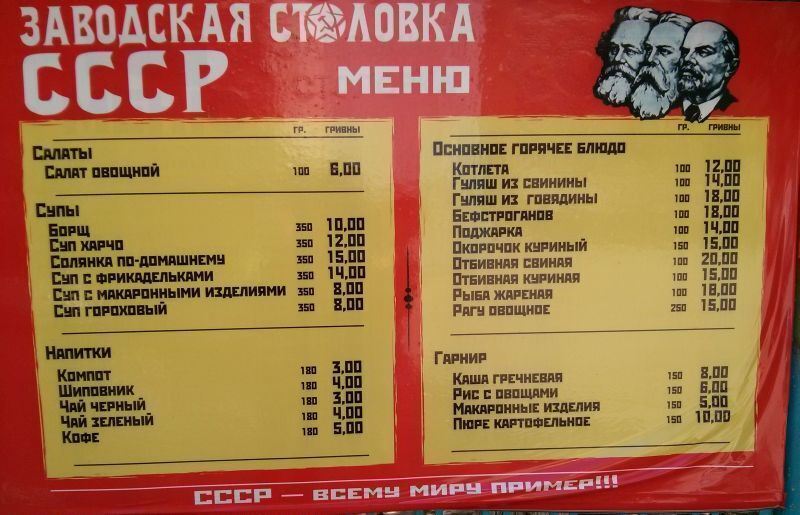 ЗАВОДСКАЯ СТОЛОВКА
СССР МЕНЮ
ГР. ГРИВНЫ
САЛАТЫ
САЛАТ ОВОЩНОЙ 100 6,00
СУПЫ
БОРЩ 350 10,00
СУП ХАРЧО 350 12,00
СОЛЯНКА ПО-ДОМАШНЕМУ 350 15,00
СУП С ФРИКАДЕЛЬКАМИ 350 14,00
СУП С МАКАРОННЫМИ ИЗДЕЛИЯМИ 350 8,00
СУП ГОРОХОВЫЙ 350 8,00
НАПИТКИ
КОМПОТ 180 3,00
ШИПОВНИК 180 4,00
ЧАЙ ЧЕРНЫЙ 180 3,00
ЧАЙ ЗЕЛЕНЫЙ 180 4,00
КОФЕ 180 5,00
ГР. ГРИВНЫ
ОСНОВНОЕ ГОРЯЧЕЕ БЛЮДО
КОТЛЕТА 100 12,00
ГУЛЯШ ИЗ СВИНИНЫ 100 14,00
ГУЛЯШ ИЗ ГОВЯДИНЫ 100 18,00
БЕФСТРОГАНОВ 100 18,00
ПОДЖАРКА 100 14,00
ОКОРОЧОК КУРИНЫЙ 150 15,00
ОТБИВНАЯ СВИНАЯ 100 20,00
ОТБИВНАЯ КУРИНАЯ 100 15,00
РЫБА ЖАРЕНАЯ 100 18,00
РАГУ ОВОЩНОЕ 250 15,00
ГАРНИР
КАША ГРЕЧНЕВАЯ 150 8,00
РИС С ОВОЩАМИ 150 6,00
МАКАРОННЫЕ ИЗДЕЛИЯ 150 5,00
ПЮРЕ КАРТОФЕЛЬНОЕ 150 10,00
СССР — ВСЕМУ МИРУ ПРИМЕР!!!